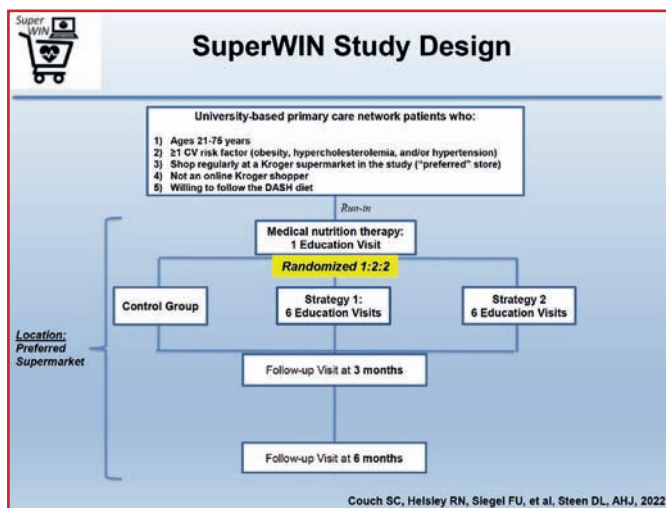 Super
WIN
SuperWIN Study Design
University-based primary care network patients who:
1) Ages 21-75 years
2) ≥1 CV risk factor (obesity, hypercholesterolemia, and/or hypertension)
3) Shop regularly at a Kroger supermarket in the study ("preferred" store)
4) Not an online Kroger shopper
5) Willing to follow the DASH diet
Run-in
Medical nutrition therapy:
1 Education Visit
Randomized 1:2:2
Control Group
Strategy 1:
6 Education Visits
Strategy 2
6 Education Visits
Location:
Preferred
Supermarket
Follow-up Visit at 3 months
Follow-up Visit at 6 months
Couch SC, Helsley RN, Siegel FU, et al, Steen DL, AHJ, 2022